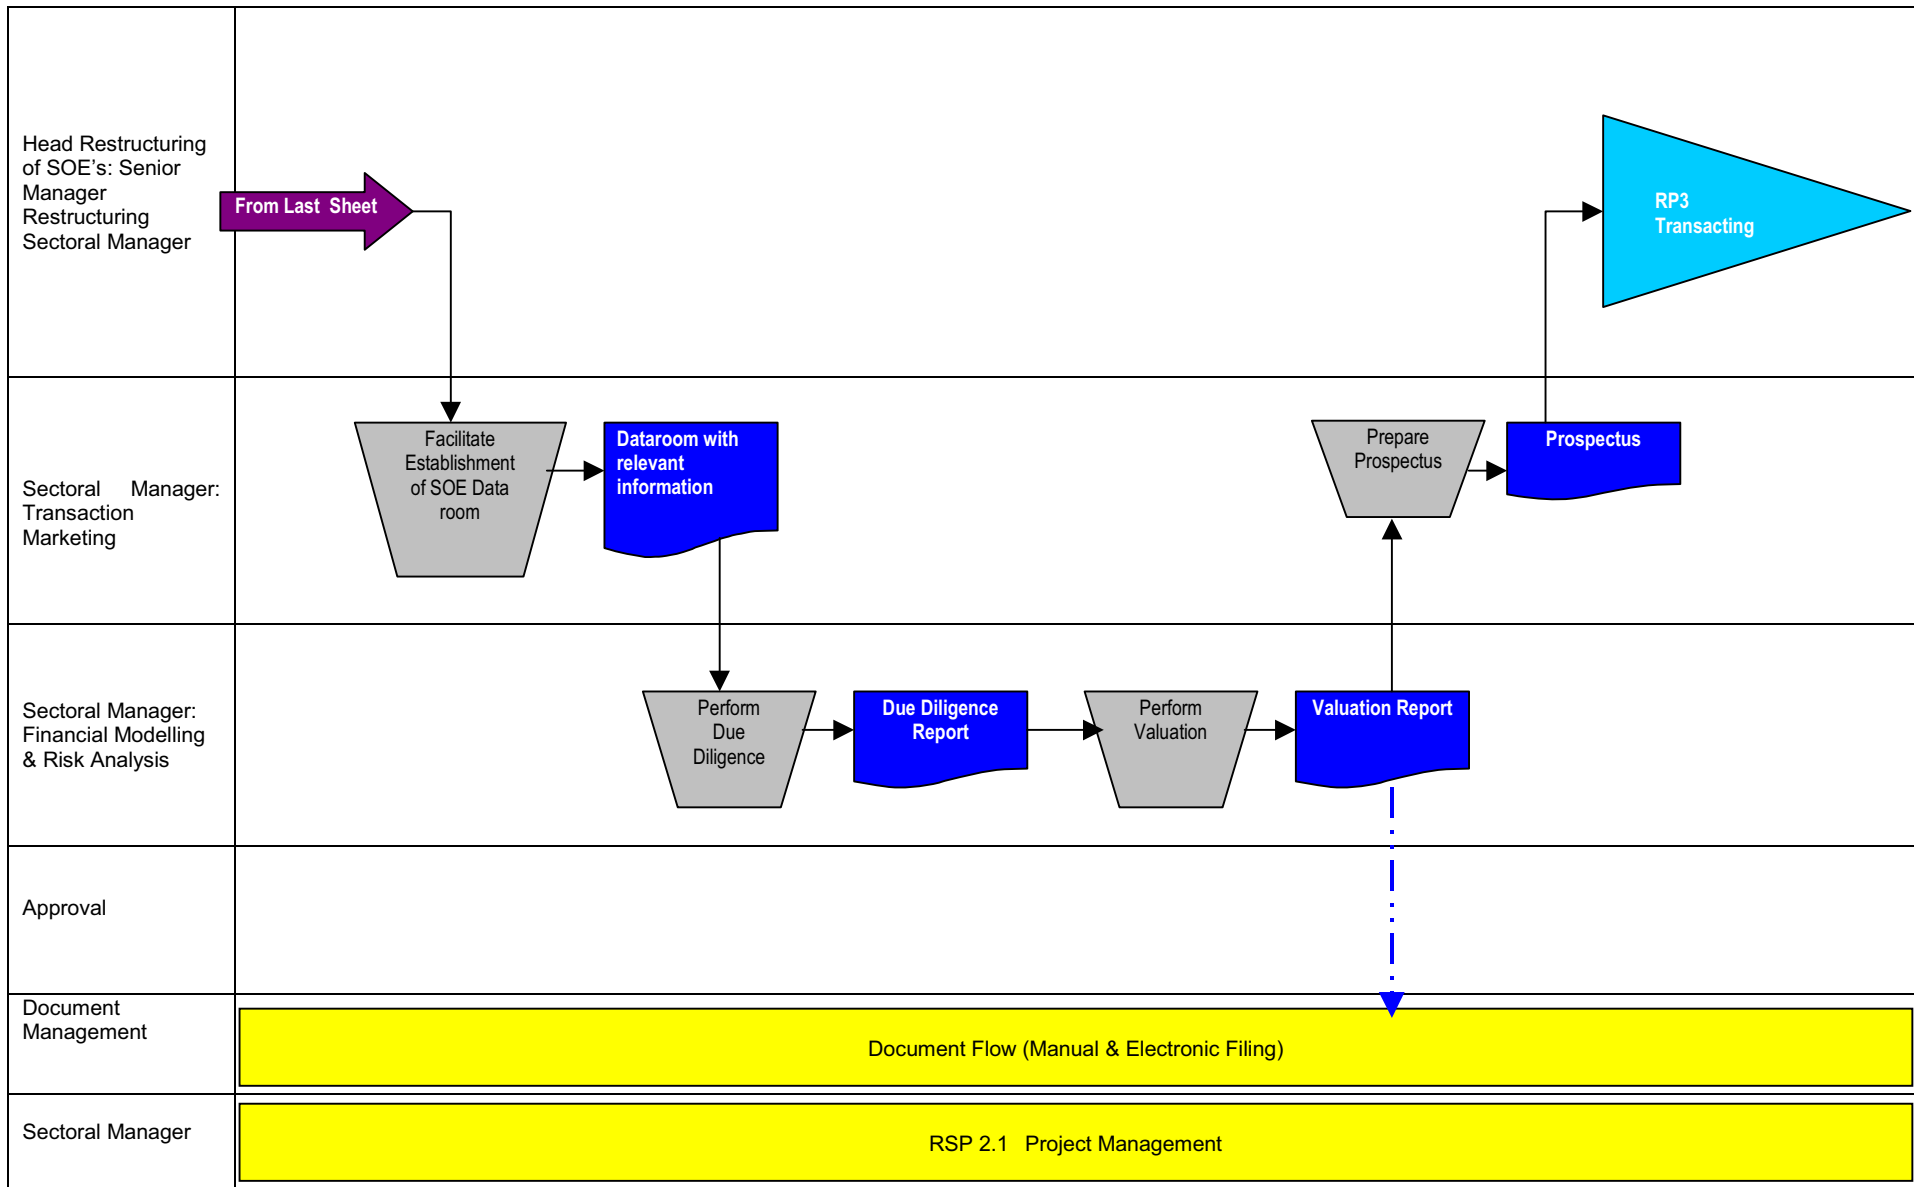 Head Restructuring
of SOE's: Senior
Manager
Restructuring
Sectoral Manager
From Last Sheet
RP3
Transacting
Sectoral Manager:
Transaction
Marketing
Facilitate
Establishment
of SOE Data
room
Dataroom with
relevant
information
Prepare
Prospectus
Prospectus
Sectoral Manager:
Financial Modelling
& Risk Analysis
Perform
Due
Diligence
Due Diligence
Report
Perform
Valuation
Valuation Report
Approval
Document
Management
Document Flow (Manual & Electronic Filing)
Sectoral Manager
RSP 2.1 Project Management